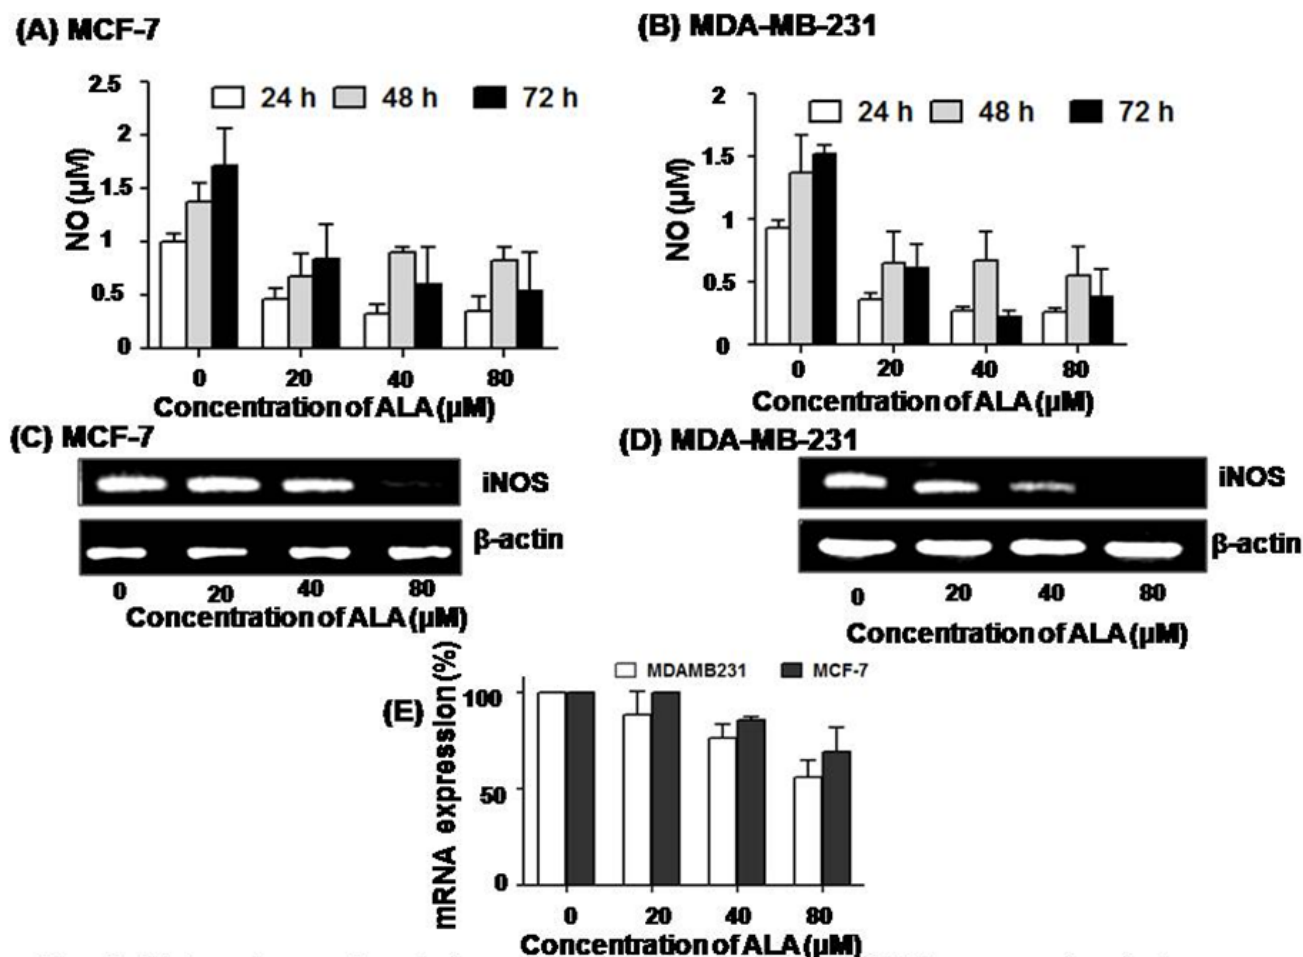 (A) MCF-7
2.5
2
1.5
1
0.5
0
NO (µM)
24 h 48 h 72 h
0 20 40 80
Concentration of ALA (µM)
(B) MDA-MB-231
2
1.5
1
0.5
0
NO (µM)
24 h 48 h 72 h
0 20 40 80
Concentration of ALA (µM)
(C) MCF-7
iNOS
β-actin
0 20 40 80
Concentration of ALA (µM)
(D) MDA-MB-231
iNOS
β-actin
0 20 40 80
Concentration of ALA (µM)
(E)
mRNA expression (%)
MDAMB231 MCF-7
100
50
0
0 20 40 80
Concentration of ALA (µM)